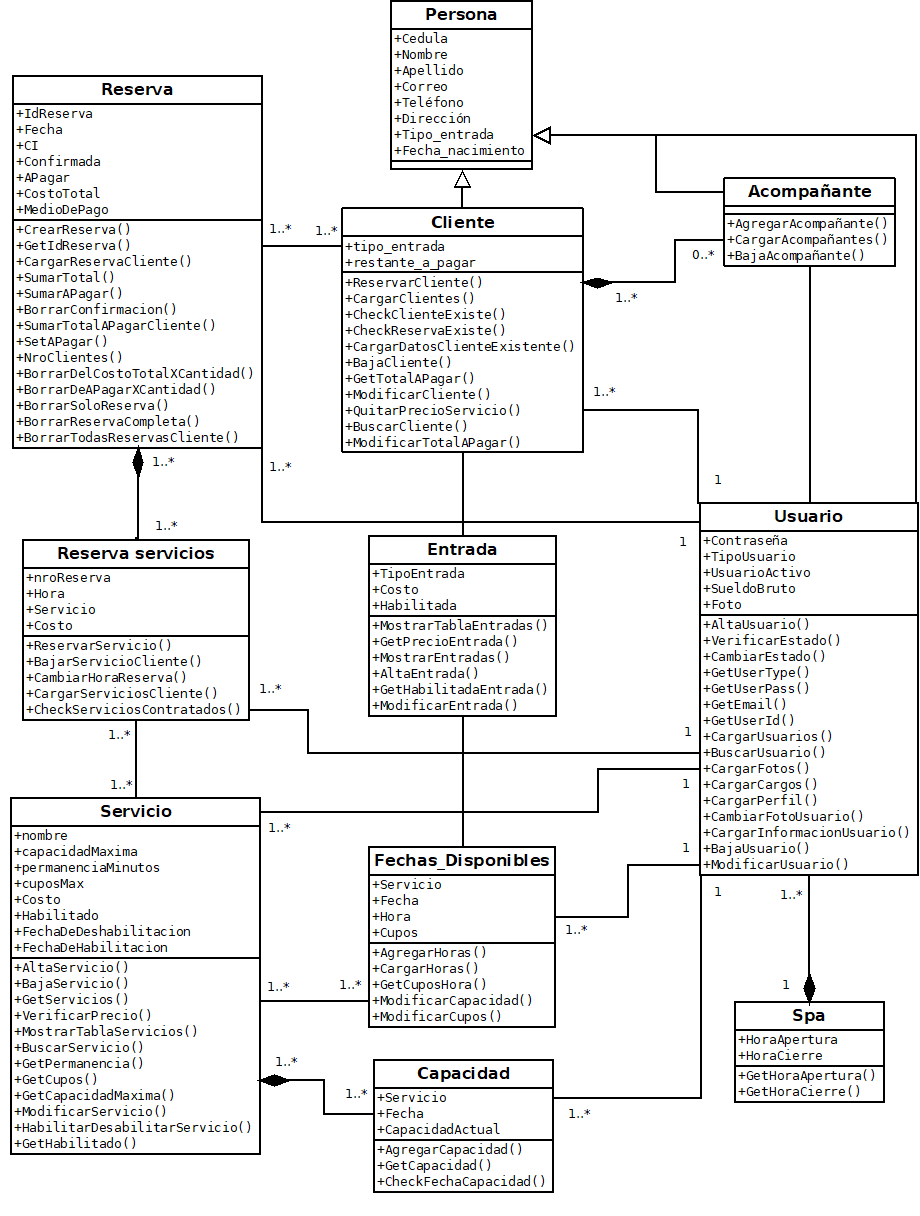 Persona
+Cedula
+Nombre
+Apellido
+Correo
+Teléfono
+Dirección
+Tipo_entrada
+Fecha_nacimiento
Reserva
+IdReserva
+Fecha
+CI
+Confirmada
+APagar
+CostoTotal
+MedioDePago
+CrearReserva()
+GetIdReserva()
+CargarReservaCliente()
+SumarTotal()
+SumarAPagar()
+BorrarConfirmacion()
+SumarTotalAPagarCliente()
+SetAPagar()
+NroClientes()
+BorrarDelCostoTotalXCantidad()
+BorrarDeAPagarXCantidad()
+BorrarSoloReserva()
+BorrarReservaCompleta()
+BorrarTodasReservasCliente()
1..*
1..*
Cliente
+tipo_entrada
+restante_a_pagar
+ReservarCliente()
+CargarClientes()
+CheckClienteExiste()
+CheckReservaExiste()
+CargarDatosClienteExistente()
+BajaCliente()
+GetTotalAPagar()
+ModificarCliente()
+QuitarPrecioServicio()
+BuscarCliente()
+ModificarTotalAPagar()
Acompañante
+AgregarAcompañante()
+CargarAcompañantes()
+BajaAcompañante()
0..*
1..*
1..*
1
1..*
1
1..*
1..*
Reserva servicios
+nroReserva
+Hora
+Servicio
+Costo
+ReservarServicio()
+BajarServicioCliente()
+CambiarHoraReserva()
+CargarServiciosCliente()
+CheckServiciosContratados()
Entrada
+TipoEntrada
+Costo
+Habilitada
+MostrarTablaEntradas()
+GetPrecioEntrada()
+MostrarEntradas()
+AltaEntrada()
+GetHabilitadaEntrada()
+ModificarEntrada()
Usuario
+Contraseña
+TipoUsuario
+UsuarioActivo
+SueldoBruto
+Foto
+AltaUsuario()
+VerificarEstado()
+CambiarEstado()
+GetUserType()
+GetUserPass()
+GetEmail()
+GetUserId()
+CargarUsuarios()
+BuscarUsuario()
+CargarFotos()
+CargarCargos()
+CargarPerfil()
+CambiarFotoUsuario()
+CargarInformacionUsuario()
+BajaUsuario()
+ModificarUsuario()
1..*
1
1..*
1..*
1
1..*
Servicio
+nombre
+capacidadMaxima
+permanenciaMinutos
+cuposMax
+Costo
+Habilitado
+FechaDeDeshabilitacion
+FechaDeHabilitacion
+AltaServicio()
+BajaServicio()
+GetServicios()
+VerificarPrecio()
+MostrarTablaServicios()
+BuscarServicio()
+GetPermanencia()
+GetCupos()
+GetCapacidadMaxima()
+ModificarServicio()
+HabilitarDesabilitarServicio()
+GetHabilitado()
Fechas_Disponibles
+Servicio
+Fecha
+Hora
+Cupos
+AgregarHoras()
+CargarHoras()
+GetCuposHora()
+ModificarCapacidad()
+ModificarCupos()
1
1..*
1
1..*
1..*
1..*
1
Spa
+HoraApertura
+HoraCierre
+GetHoraApertura()
+GetHoraCierre()
1..*
1..*
Capacidad
+Servicio
+Fecha
+CapacidadActual
+AgregarCapacidad()
+GetCapacidad()
+CheckFechaCapacidad()
1..*